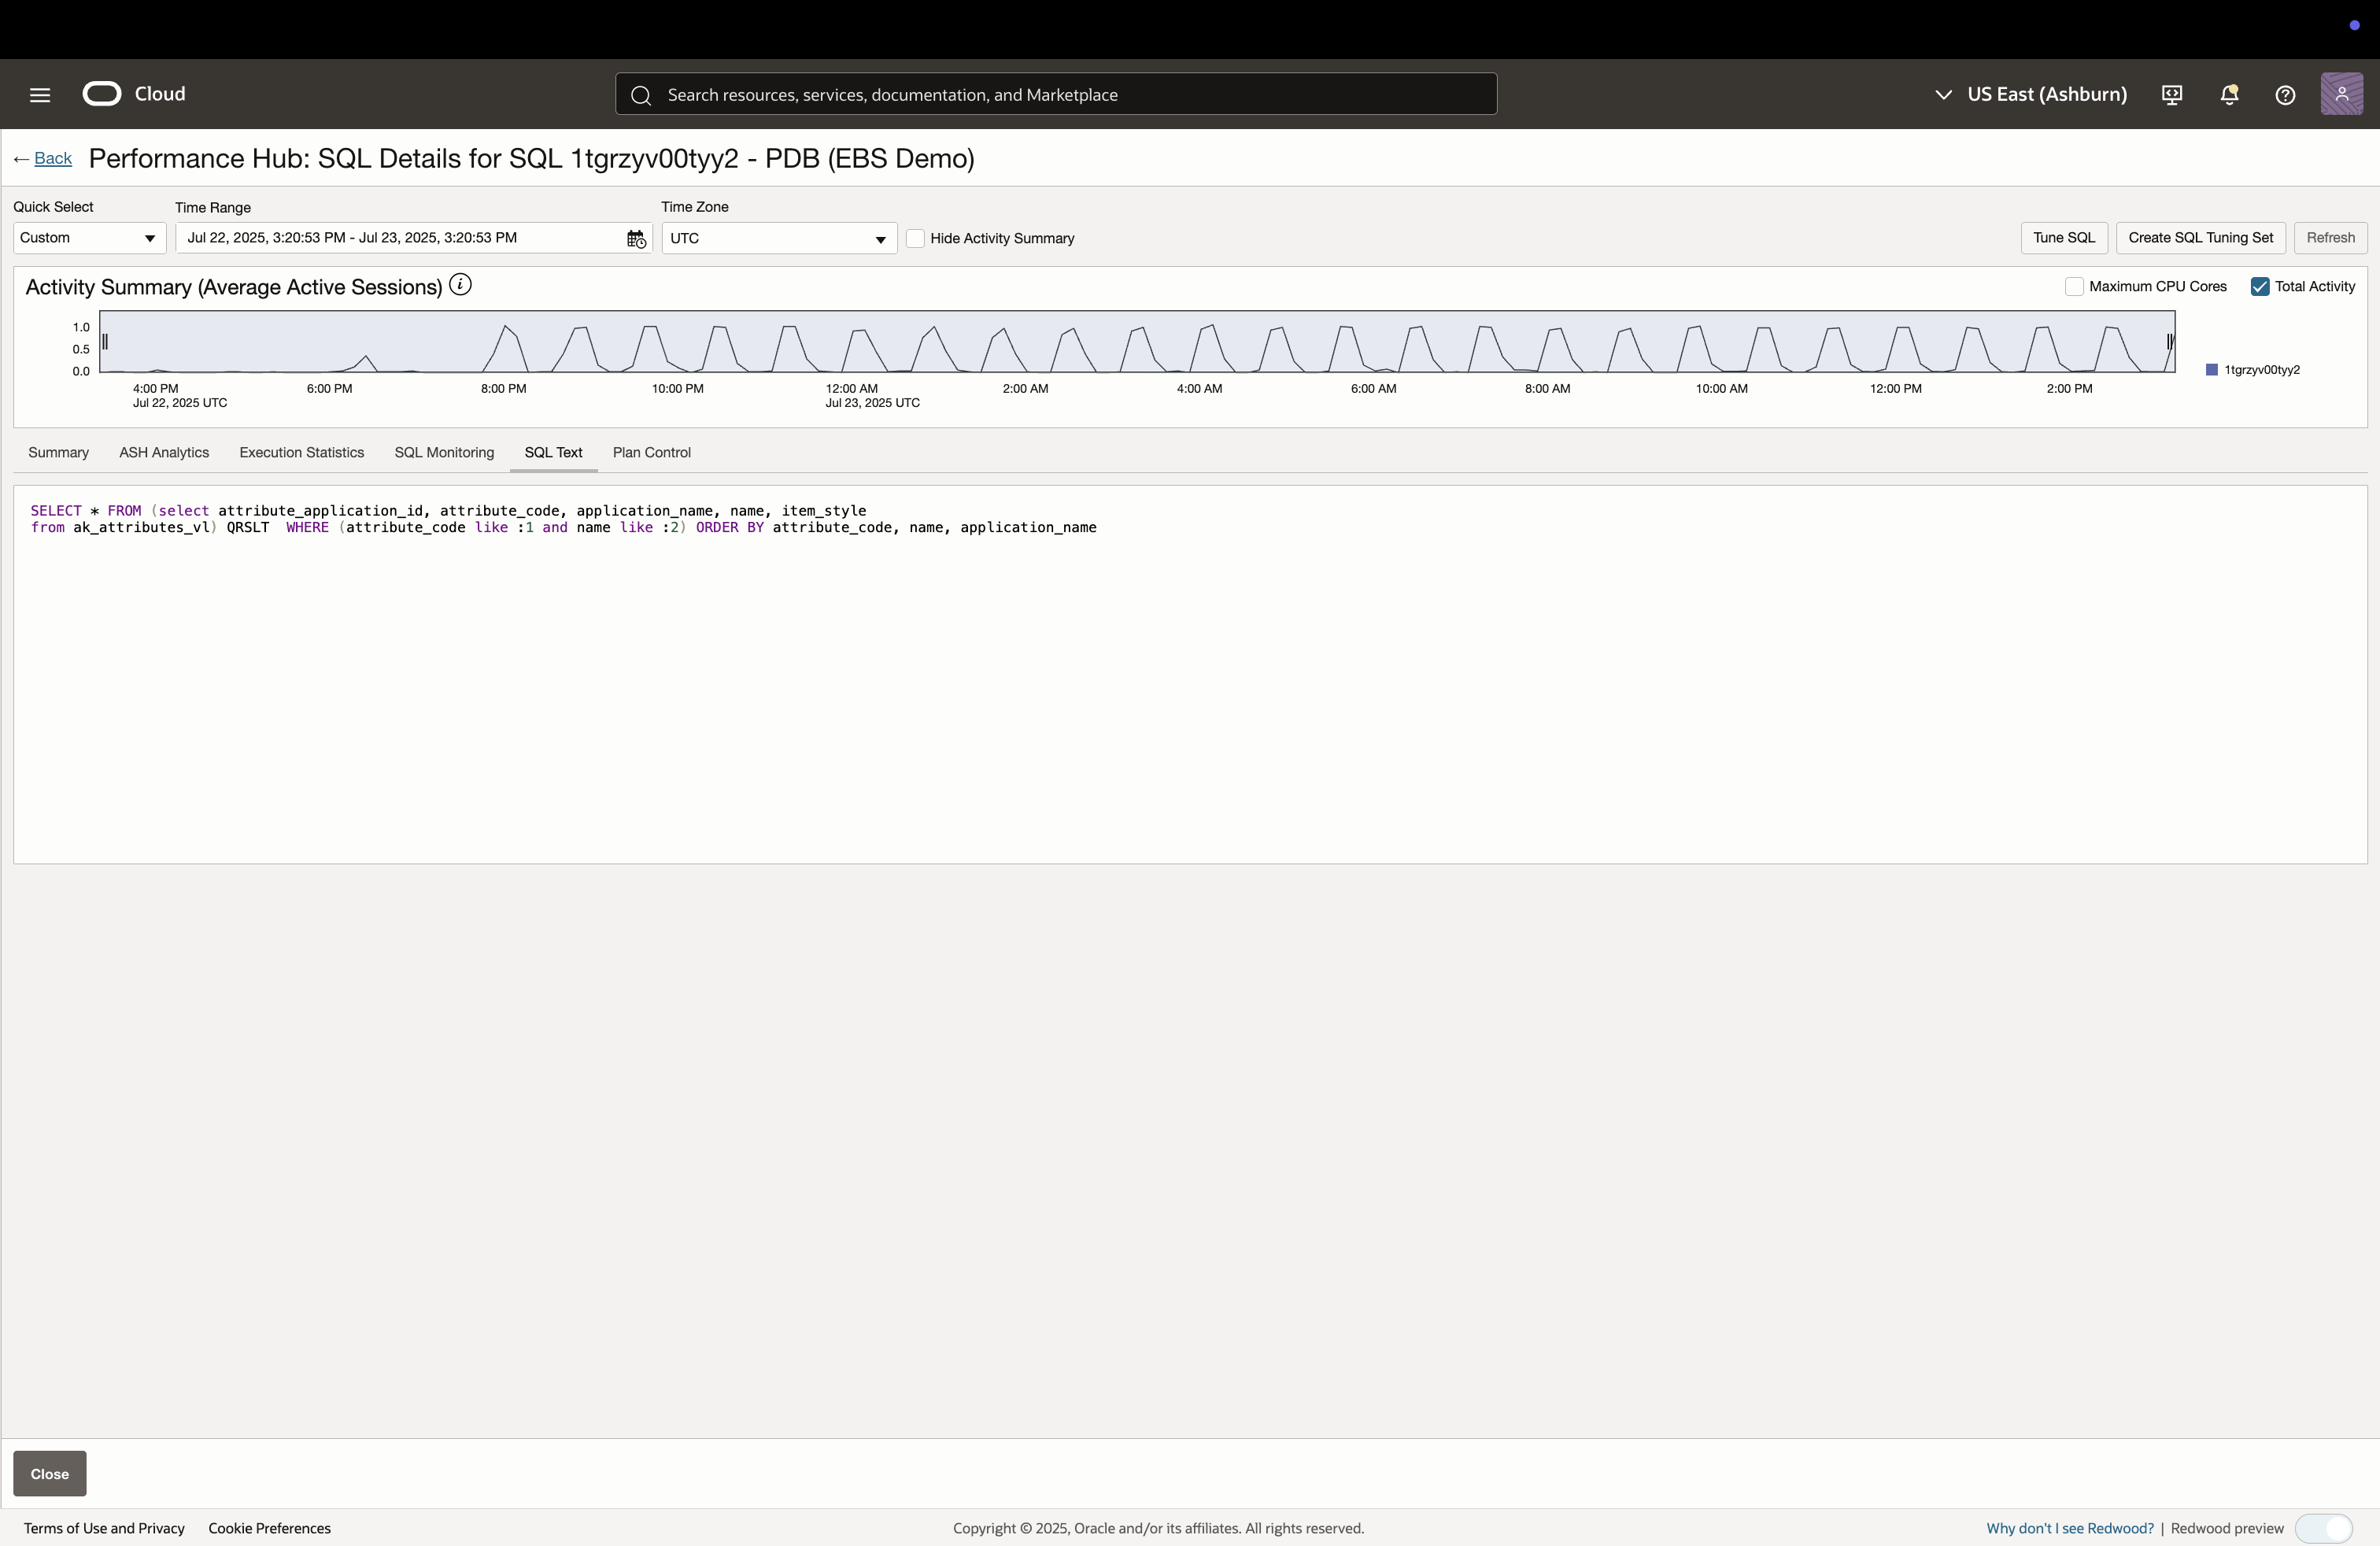 Cloud
Search resources, services, documentation, and Marketplace
US East (Ashburn)
← Back Performance Hub: SQL Details for SQL 1tgrzyv00tyy2 - PDB (EBS Demo)
Quick Select
Time Range
Time Zone
Custom
Jul 22, 2025, 3:20:53 PM - Jul 23, 2025, 3:20:53 PM
UTC
Hide Activity Summary
Tune SQL
Create SQL Tuning Set
Refresh
Activity Summary (Average Active Sessions)
Maximum CPU Cores
Total Activity
1.0
0.5
0.0
4:00 PM 6:00 PM 8:00 PM 10:00 PM 12:00 AM 2:00 AM 4:00 AM 6:00 AM 8:00 AM 10:00 AM 12:00 PM 2:00 PM
Jul 22, 2025 UTC Jul 23, 2025 UTC
1tgrzyv00tyy2
Summary ASH Analytics Execution Statistics SQL Monitoring SQL Text Plan Control
SELECT * FROM (select attribute_application_id, attribute_code, application_name, name, item_style
from ak_attributes_vl) QRSLT  WHERE (attribute_code like :1 and name like :2) ORDER BY attribute_code, name, application_name
Close
Terms of Use and Privacy Cookie Preferences
Copyright © 2025, Oracle and/or its affiliates. All rights reserved.
Why don't I see Redwood? | Redwood preview